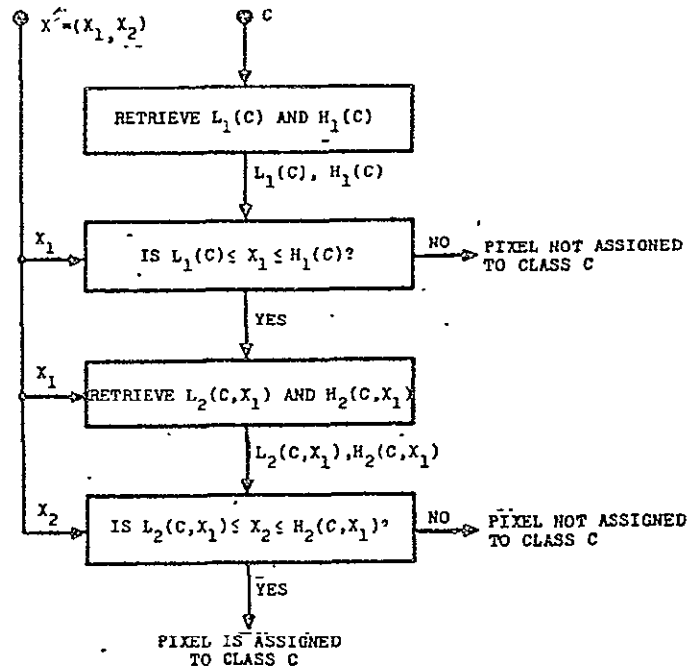 X = (X1, X2)
C
RETRIEVE L1(C) AND H1(C)
L1(C), H1(C)
X1
IS L1(C) ≤ X1 ≤ H1(C)?
NO
PIXEL NOT ASSIGNED
TO CLASS C
YES
X1
RETRIEVE L2(C,X1) AND H2(C,X1)
L2(C,X1),H2(C,X1)
X2
IS L2(C,X1) ≤ X2 ≤ H2(C,X1)?
NO
PIXEL NOT ASSIGNED
TO CLASS C
YES
PIXEL IS ASSIGNED
TO CLASS C